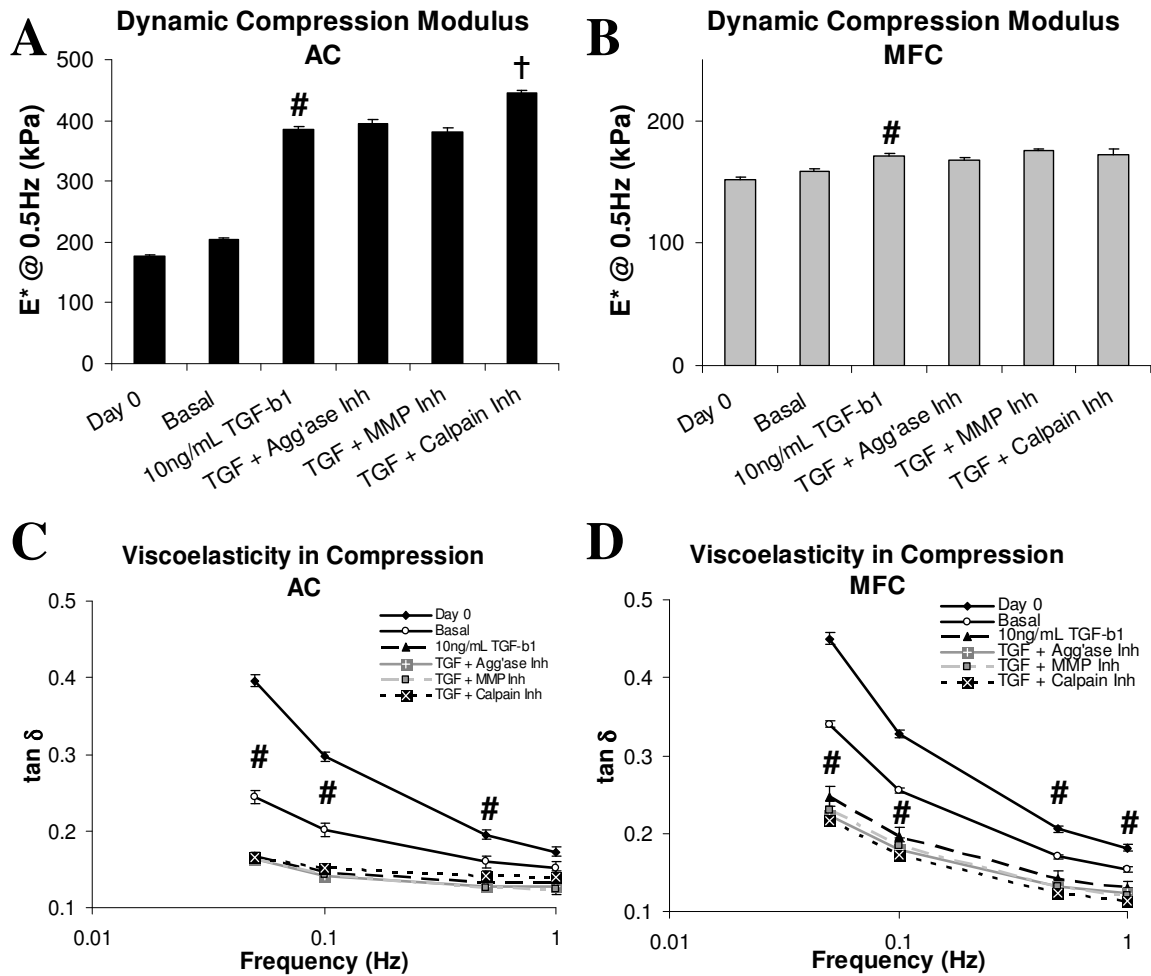 A
Dynamic Compression Modulus
AC
500
400
300
200
100
0
E* @ 0.5Hz (kPa)
#
†
Day 0
Basal
10ng/mL TGF-b1
TGF + Agg'ase Inh
TGF + MMP Inh
TGF + Calpain Inh
B
Dynamic Compression Modulus
MFC
200
100
0
E* @ 0.5Hz (kPa)
#
Day 0
Basal
10ng/mL TGF-b1
TGF + Agg'ase Inh
TGF + MMP Inh
TGF + Calpain Inh
C
Viscoelasticity in Compression
AC
0.5
0.4
0.3
0.2
0.1
tan δ
Day 0
Basal
10ng/mL TGF-b1
TGF + Agg'ase Inh
TGF + MMP Inh
TGF + Calpain Inh
#
#
#
0.01
0.1
1
Frequency (Hz)
D
Viscoelasticity in Compression
MFC
0.5
0.4
0.3
0.2
0.1
tan δ
Day 0
Basal
10ng/mL TGF-b1
TGF + Agg'ase Inh
TGF + MMP Inh
TGF + Calpain Inh
#
#
#
#
0.01
0.1
1
Frequency (Hz)